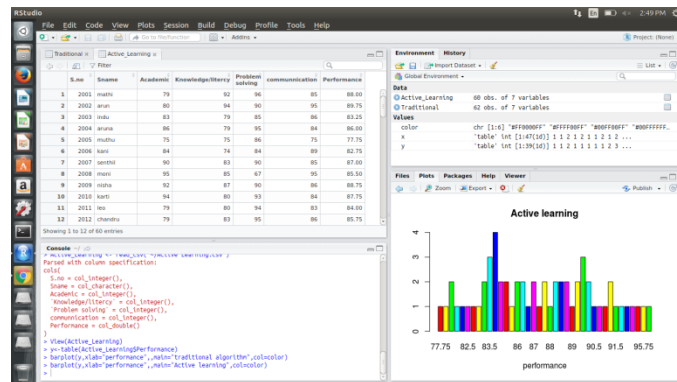 RStudio
2:49 PM
File Edit Code View Plots Session Build Debug Profile Tools Help
Go to file/function
Addins
Project: (None)
Traditional
Active_Learning
Filter
S.no Sname Academic Knowledge/litercy Problem solving communnication Performance
1 2001 mathi 79 92 96 85 88.00
2 2002 arun 80 94 90 95 89.75
3 2003 indu 83 79 85 86 83.25
4 2004 aruna 86 79 95 84 86.00
5 2005 muthu 75 75 86 75 77.75
6 2006 kani 84 74 84 89 82.75
7 2007 senthil 90 83 90 85 87.00
8 2008 moni 95 85 67 95 85.50
9 2009 nisha 92 87 90 86 88.75
10 2010 karti 94 80 93 84 87.75
11 2011 leo 79 80 94 83 84.00
12 2012 chandru 79 83 95 86 85.75
Showing 1 to 12 of 60 entries
Console ~/
> Active_Learning <- read_csv("~/Active Learning.csv")
Parsed with column specification:
cols(
S.no = col_integer(),
Sname = col_character(),
Academic = col_integer(),
`Knowledge/litercy` = col_integer(),
`Problem solving` = col_integer(),
communnication = col_integer(),
Performance = col_double()
)
> View(Active_Learning)
> y<-table(Active_Learning$Performance)
> barplot(y,xlab="performance",,main="traditional algorithm",col=color)
> barplot(y,xlab="performance",,main="Active learning",col=color)
>
Environment History
Import Dataset
List
Global Environment
Data
Active_Learning 60 obs. of 7 variables
Traditional 62 obs. of 7 variables
Values
color chr [1:6] "#FF0000FF" "#FFFF00FF" "#00FF00FF" "#00FFFFFF…
x 'table' int [1:47(1d)] 1 1 2 1 2 1 1 2 1 2 ...
y 'table' int [1:39(1d)] 1 1 2 1 1 1 1 1 2 3 ...
Files Plots Packages Help Viewer
Zoom Export Publish
Active learning
4
3
2
1
0
77.75 82.5 83.5 86 87 88 89 90.5 91.5 95.75
performance